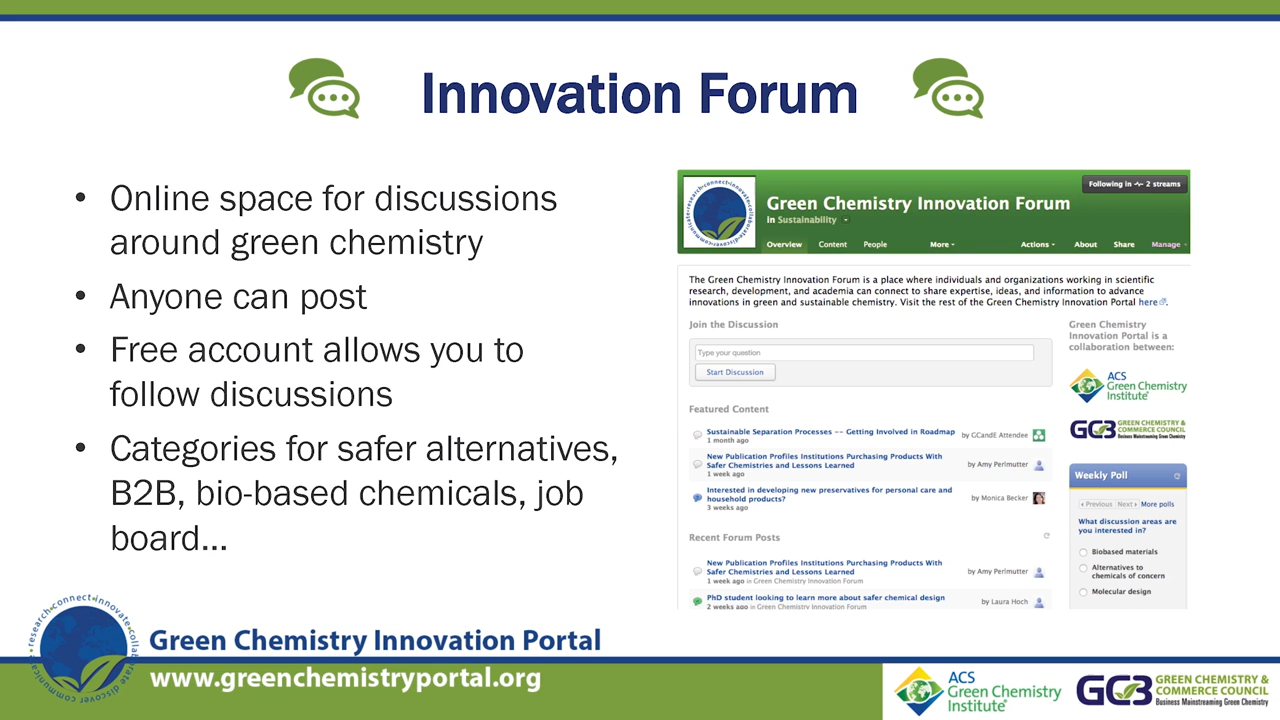 Innovation Forum
• Online space for discussions
around green chemistry
• Anyone can post
• Free account allows you to
follow discussions
• Categories for safer alternatives,
B2B, bio-based chemicals, job
board...
Following in 2 streams
Green Chemistry Innovation Forum
in Sustainability
Overview Content People More Actions About Share Manage
The Green Chemistry Innovation Forum is a place where individuals and organizations working in scientific
research, development, and academia can connect to share expertise, ideas, and information to advance
innovations in green and sustainable chemistry. Visit the rest of the Green Chemistry Innovation Portal here.
Join the Discussion
Type your question
Start Discussion
Featured Content
Sustainable Separation Processes -- Getting Involved in Roadmap
1 month ago
by GCandE Attendee
New Publication Profiles Institutions Purchasing Products With
Safer Chemistries and Lessons Learned
1 week ago
by Amy Perlmutter
Interested in developing new preservatives for personal care and
household products?
3 weeks ago
by Monica Becker
Recent Forum Posts
New Publication Profiles Institutions Purchasing Products With
Safer Chemistries and Lessons Learned
1 week ago in Green Chemistry Innovation Forum
by Amy Perlmutter
PhD student looking to learn more about safer chemical design
2 weeks ago in Green Chemistry Innovation Forum
by Laura Hoch
Green Chemistry
Innovation Portal is a
collaboration between:
ACS
Green Chemistry
Institute®
GC3 GREEN CHEMISTRY &
COMMERCE COUNCIL
Business Mainstreaming Green Chemistry
Weekly Poll
Previous Next More polls
What discussion areas are
you interested in?
Biobased materials
Alternatives to
chemicals of concern
Molecular design
research•connect•innovate•collaborate•discover•communicate
Green Chemistry Innovation Portal
www.greenchemistryportal.org
ACS
Green Chemistry
Institute®
GC3 GREEN CHEMISTRY &
COMMERCE COUNCIL
Business Mainstreaming Green Chemistry